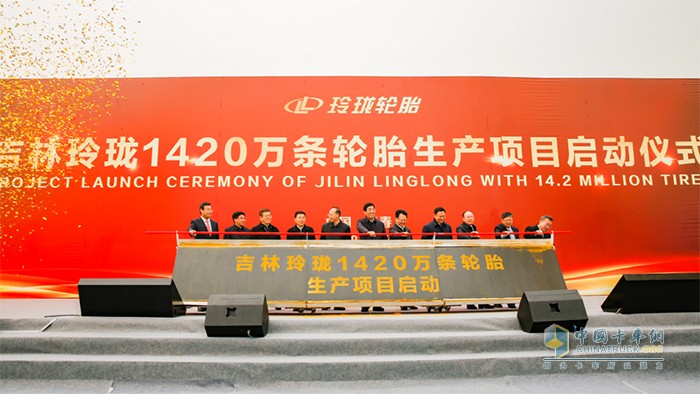 玲珑轮胎
吉林玲珑1420万条轮胎生产项目启动仪式
PROJECT LAUNCH CEREMONY OF JILIN LINGLONG WITH 14.2 MILLION TIRE
吉林玲珑1420万条轮胎
生产项目启动
中国卡车网
CHINATRUCK.ORG